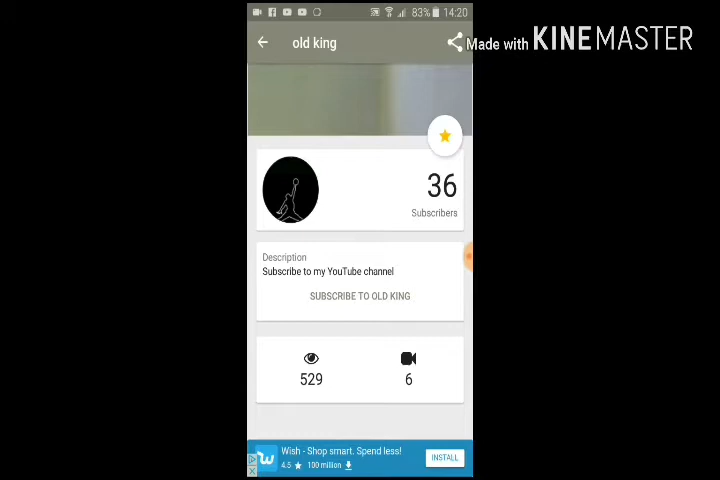 83% 14:20
old king
Made with KINEMASTER
36
Subscribers
Description
Subscribe to my YouTube channel
SUBSCRIBE TO OLD KING
529 6
Wish - Shop smart. Spend less!
4.5 ★ 100 million
INSTALL